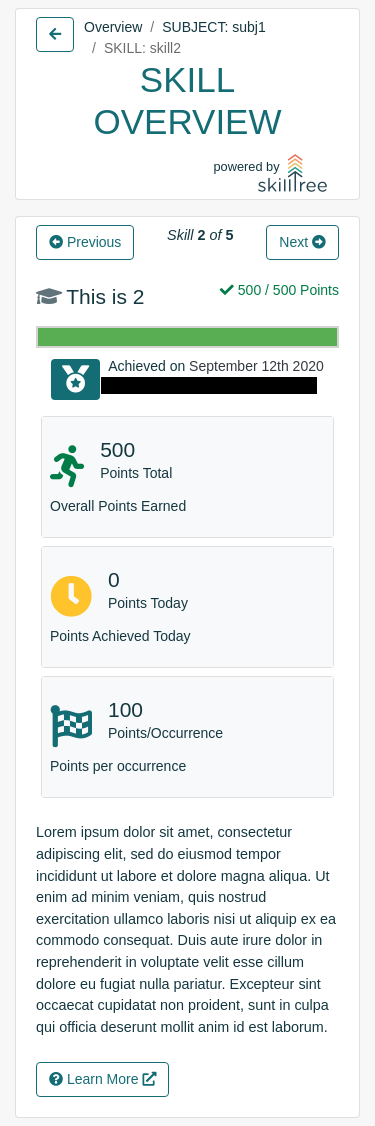 Overview / SUBJECT: subj1
/ SKILL: skill2
SKILL
OVERVIEW
powered by
skilltree
Previous
Skill 2 of 5
Next
This is 2
500 / 500 Points
Achieved on September 12th 2020
500
Points Total
Overall Points Earned
0
Points Today
Points Achieved Today
100
Points/Occurrence
Points per occurrence
Lorem ipsum dolor sit amet, consectetur
adipiscing elit, sed do eiusmod tempor
incididunt ut labore et dolore magna aliqua. Ut
enim ad minim veniam, quis nostrud
exercitation ullamco laboris nisi ut aliquip ex ea
commodo consequat. Duis aute irure dolor in
reprehenderit in voluptate velit esse cillum
dolore eu fugiat nulla pariatur. Excepteur sint
occaecat cupidatat non proident, sunt in culpa
qui officia deserunt mollit anim id est laborum.
Learn More